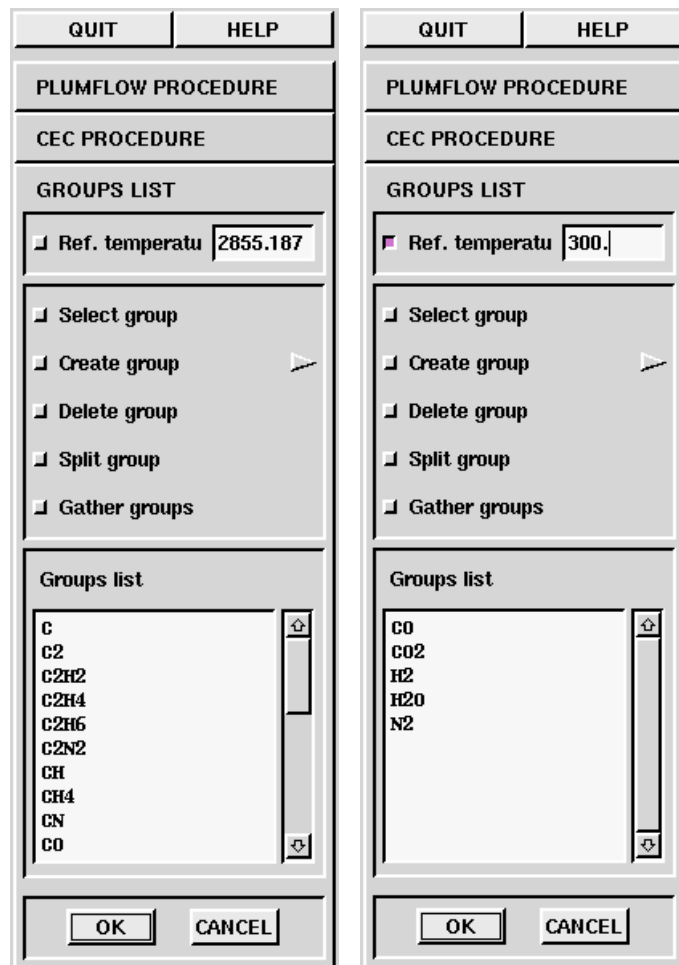 QUIT HELP
PLUMFLOW PROCEDURE
CEC PROCEDURE
GROUPS LIST
Ref. temperatu 2855.187
Select group
Create group
Delete group
Split group
Gather groups
Groups list
C
C2
C2H2
C2H4
C2H6
C2N2
CH
CH4
CN
CO
OK CANCEL
QUIT HELP
PLUMFLOW PROCEDURE
CEC PROCEDURE
GROUPS LIST
Ref. temperatu 300.
Select group
Create group
Delete group
Split group
Gather groups
Groups list
CO
CO2
H2
H2O
N2
OK CANCEL